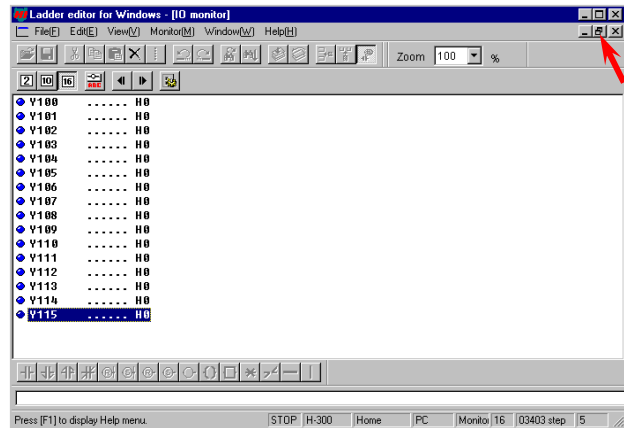 Ladder editor for Windows - [IO monitor]
File(F) Edit(E) View(V) Monitor(M) Window(W) Help(H)
Zoom 100 %
2 10 16 ABC
Y100 ...... H0
Y101 ...... H0
Y102 ...... H0
Y103 ...... H0
Y104 ...... H0
Y105 ...... H0
Y106 ...... H0
Y107 ...... H0
Y108 ...... H0
Y109 ...... H0
Y110 ...... H0
Y111 ...... H0
Y112 ...... H0
Y113 ...... H0
Y114 ...... H0
Y115 ...... H0
Press [F1] to display Help menu. STOP H-300 Home PC Monitor 16 03403 step 5